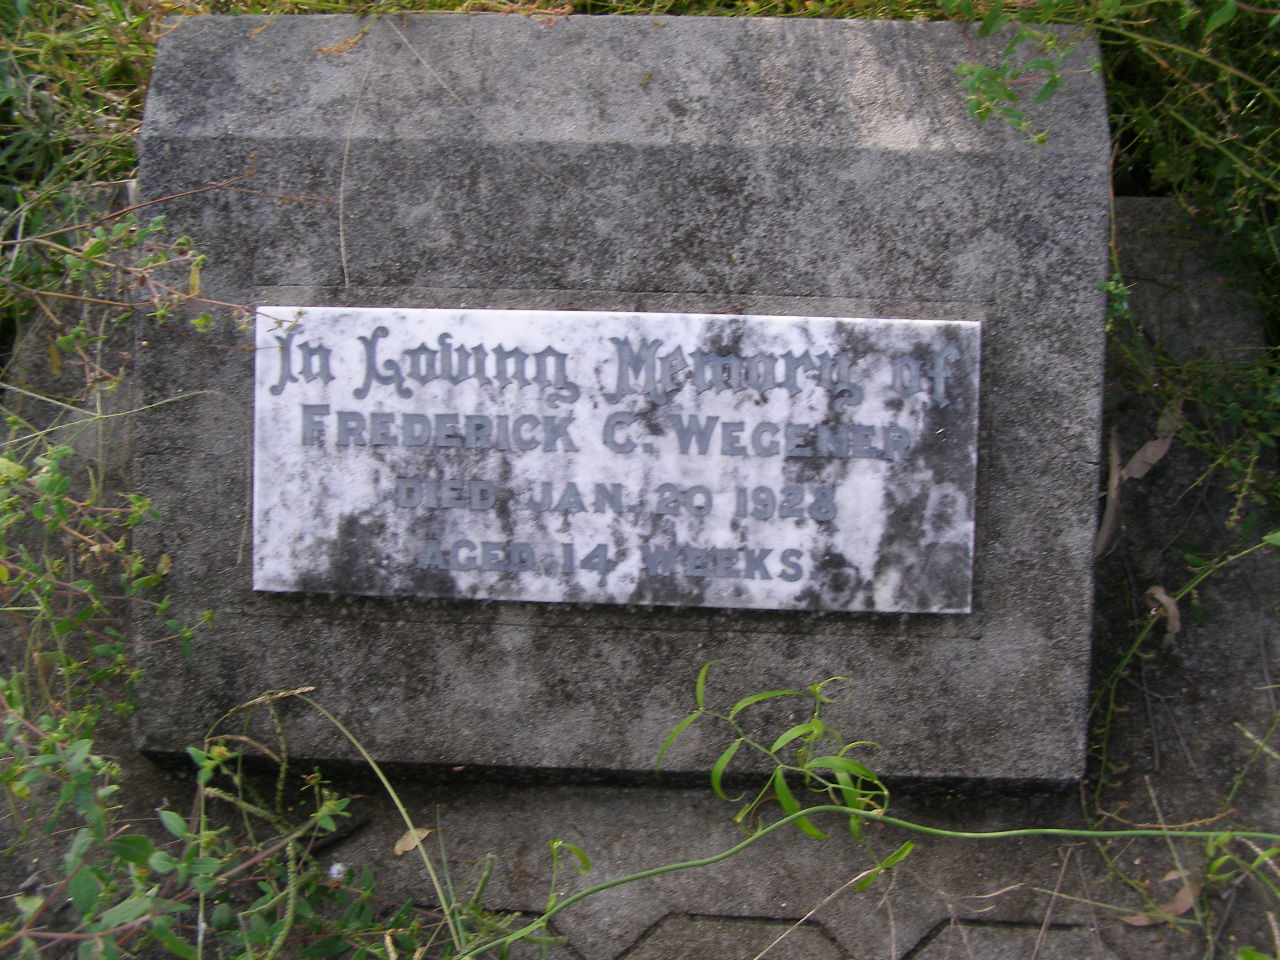 In Loving Memory of
FREDERICK C. WEGENER
DIED JAN. 20 1928
AGED 14 WEEKS.